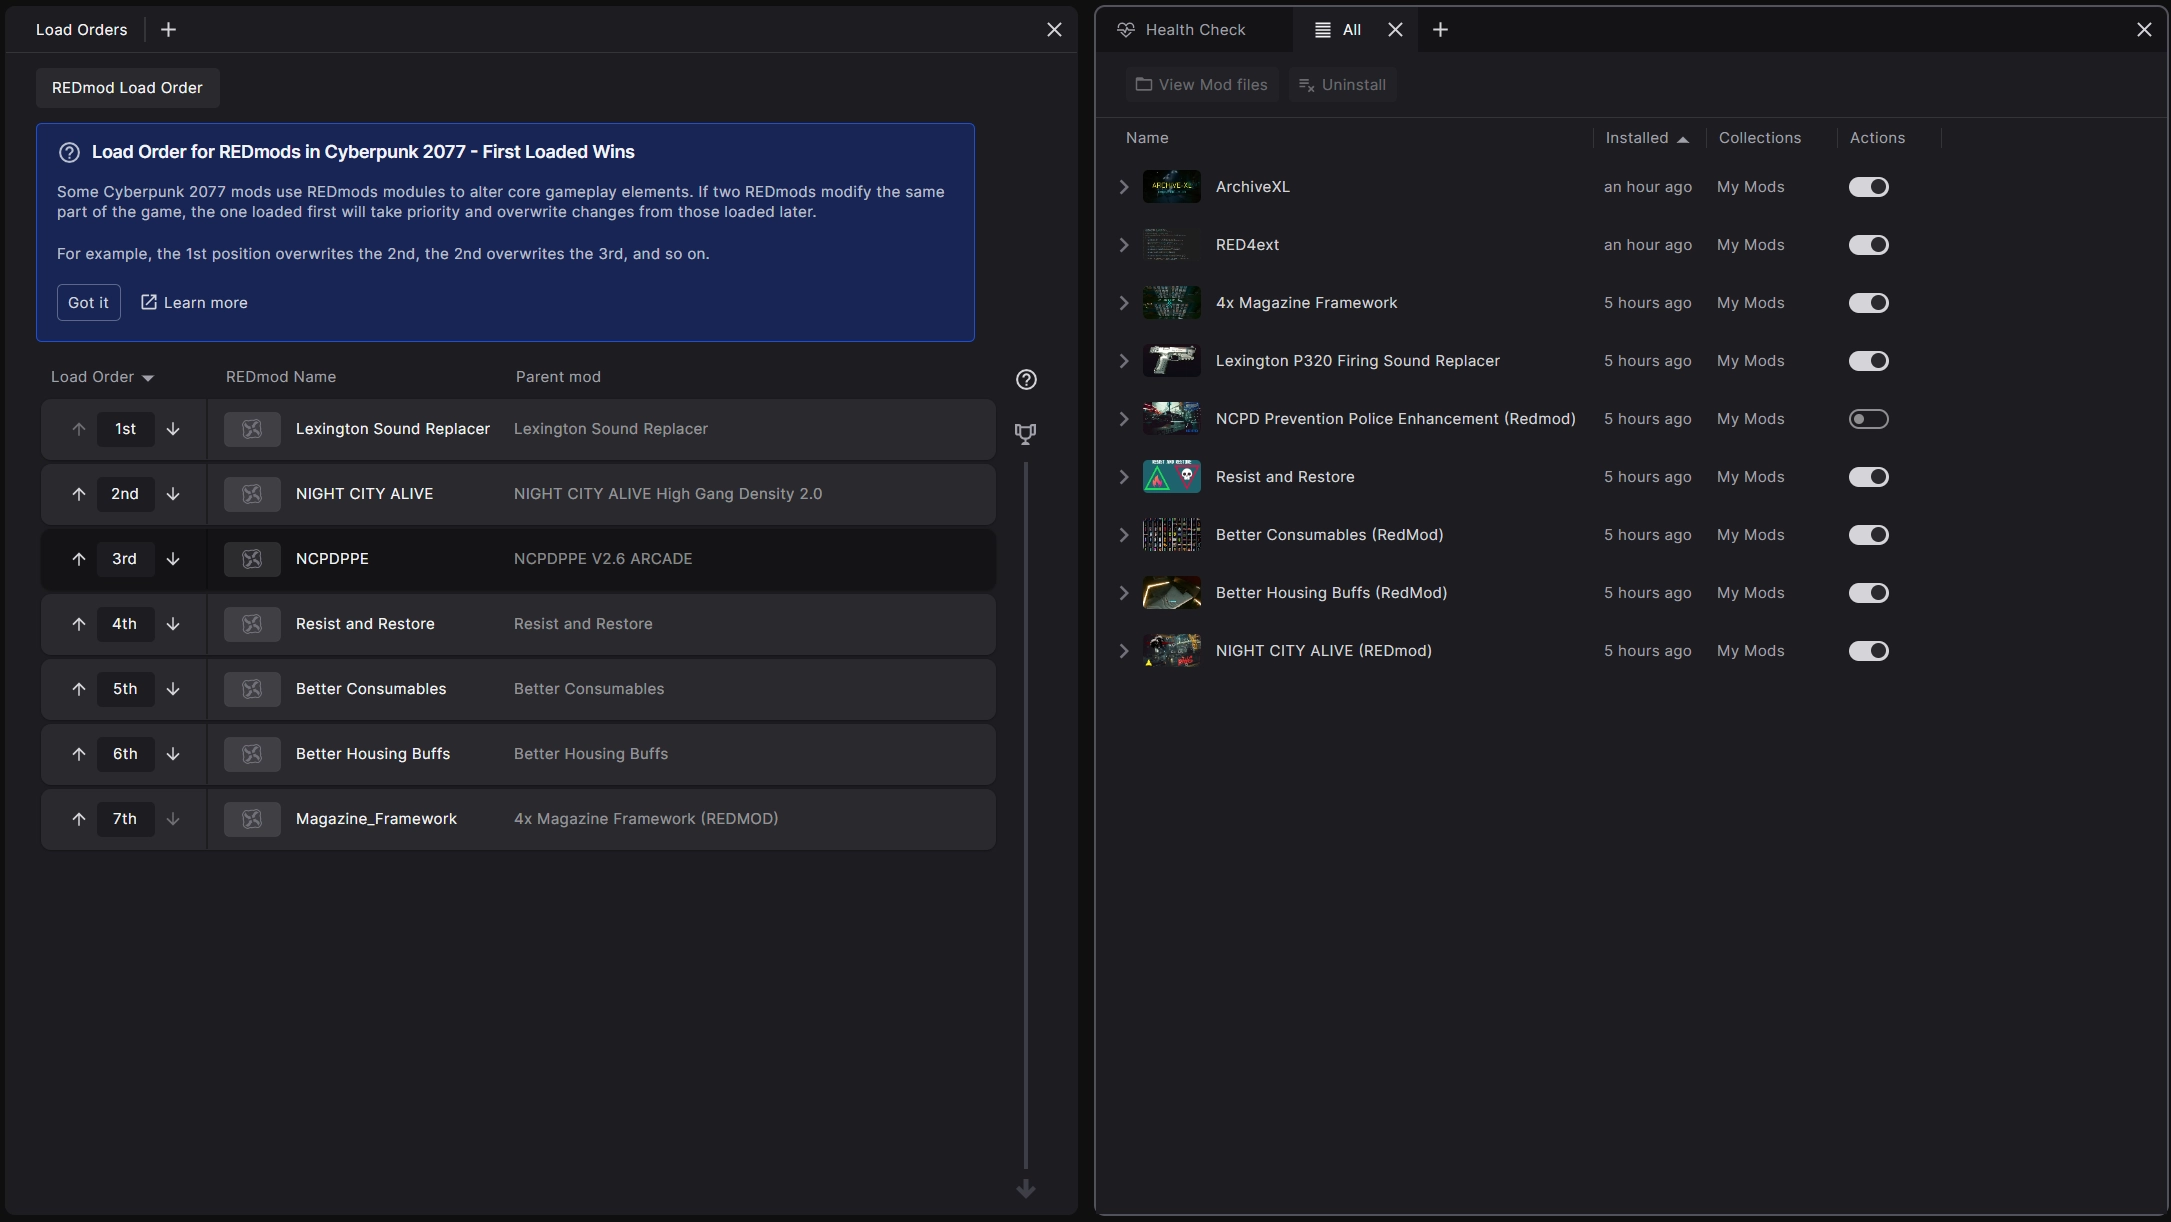 Load Orders
REDmod Load Order
Load Order for REDmods in Cyberpunk 2077 - First Loaded Wins
Some Cyberpunk 2077 mods use REDmods modules to alter core gameplay elements. If two REDmods modify the same
part of the game, the one loaded first will take priority and overwrite changes from those loaded later.
For example, the 1st position overwrites the 2nd, the 2nd overwrites the 3rd, and so on.
Got it Learn more
Load Order REDmod Name Parent mod
1st Lexington Sound Replacer Lexington Sound Replacer
2nd NIGHT CITY ALIVE NIGHT CITY ALIVE High Gang Density 2.0
3rd NCPDPPE NCPDPPE V2.6 ARCADE
4th Resist and Restore Resist and Restore
5th Better Consumables Better Consumables
6th Better Housing Buffs Better Housing Buffs
7th Magazine_Framework 4x Magazine Framework (REDMOD)
Health Check All
View Mod files Uninstall
Name Installed Collections Actions
ARCHIVE-XL ArchiveXL an hour ago My Mods
RED4ext an hour ago My Mods
4x Magazine Framework 5 hours ago My Mods
Lexington P320 Firing Sound Replacer 5 hours ago My Mods
NCPD Prevention Police Enhancement (Redmod) 5 hours ago My Mods
RESIST AND RESTORE Resist and Restore 5 hours ago My Mods
Better Consumables (RedMod) 5 hours ago My Mods
Better Housing Buffs (RedMod) 5 hours ago My Mods
NIGHT CITY ALIVE (REDmod) 5 hours ago My Mods